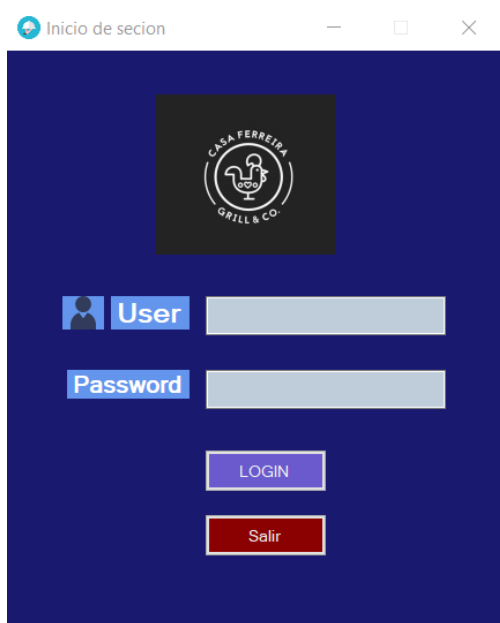 Inicio de secion
CASA FERREIRA
GRILL & CO.
User
Password
LOGIN
Salir